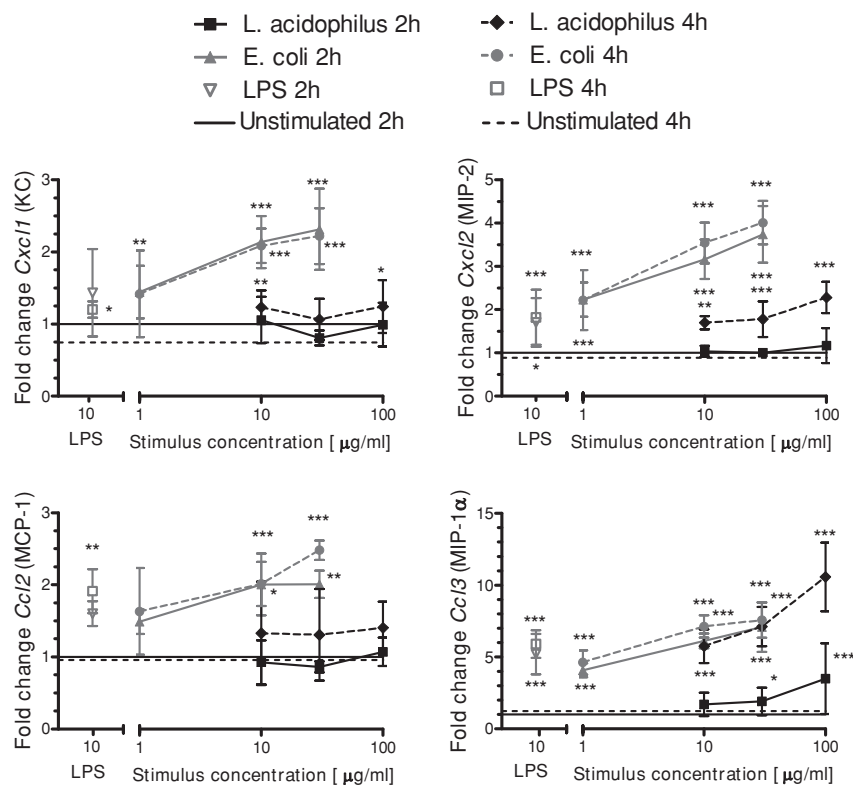 L. acidophilus 2h
L. acidophilus 4h
E. coli 2h
E. coli 4h
LPS 2h
LPS 4h
Unstimulated 2h
Unstimulated 4h
Fold change Cxcl1 (KC)
3
2
1
0
** *** *** *** *** ** * *
10
1
10
100
LPS
Stimulus concentration [ μg/ml]
Fold change Cxcl2 (MIP-2)
5
4
3
2
1
0
*** *** *** *** *** ** *** *** *** *** *
10
1
10
100
LPS
Stimulus concentration [ μg/ml]
Fold change Ccl2 (MCP-1)
3
2
1
0
** *** *** * **
10
1
10
100
LPS
Stimulus concentration [ μg/ml]
Fold change Ccl3 (MIP-1α)
15
10
5
0
*** *** *** *** *** *** *** *** *** *** *** * ***
10
1
10
100
LPS
Stimulus concentration [ μg/ml]